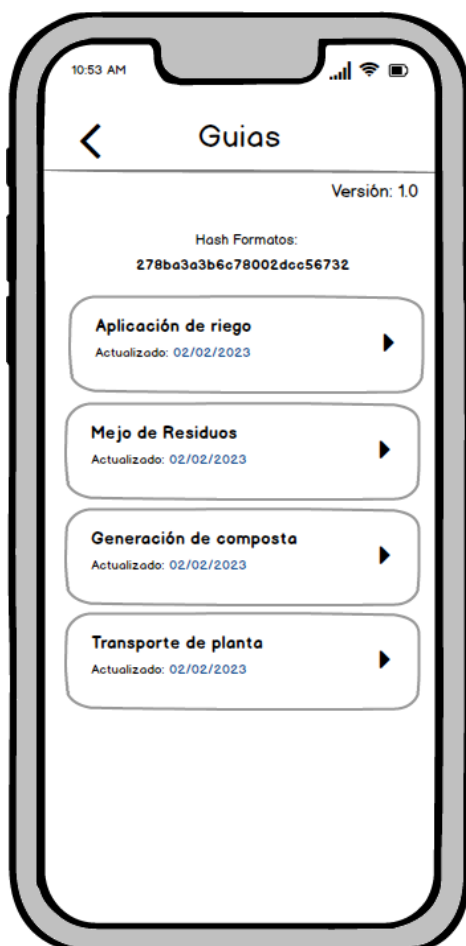 10:53 AM
Guias
Versión: 1.0
Hash Formatos:
278ba3a3b6c78002dcc56732
Aplicación de riego
Actualizado: 02/02/2023
Mejo de Residuos
Actualizado: 02/02/2023
Generación de composta
Actualizado: 02/02/2023
Transporte de planta
Actualizado: 02/02/2023